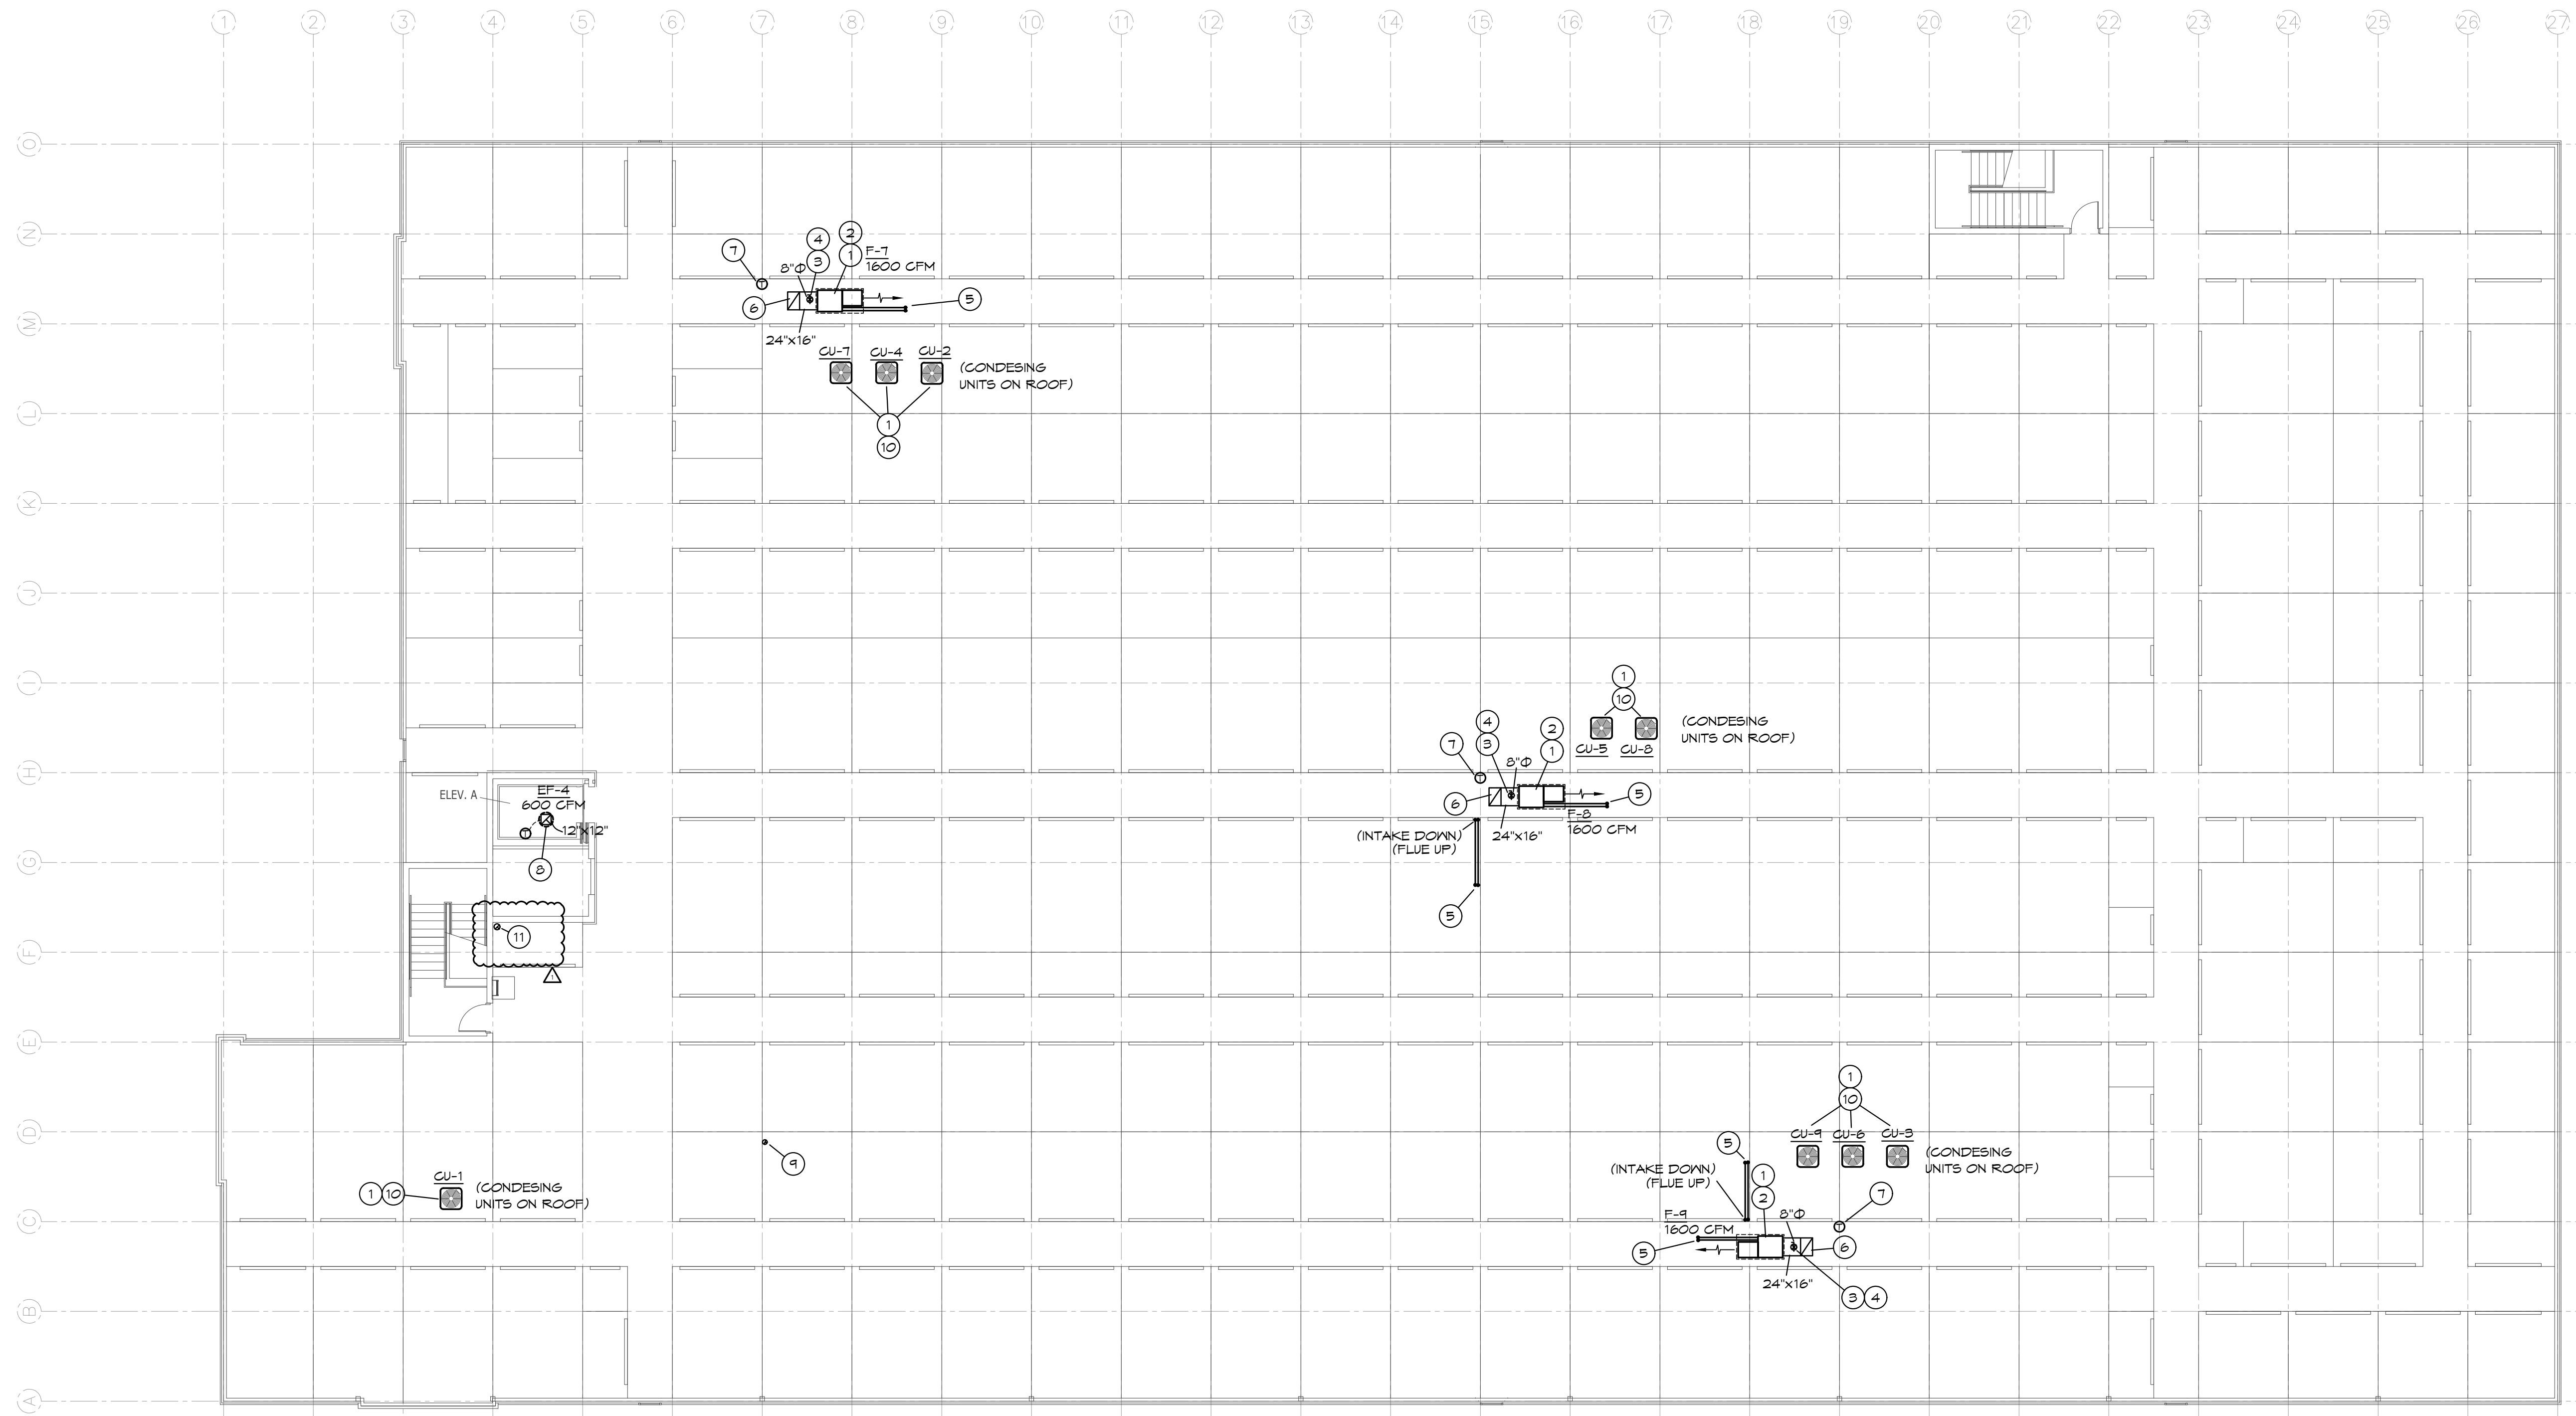 1 2 3 4 5 6 7 8 9 10 11 12 13 14 15 16 17 18 19 20 21 22 23 24 25 26 27
O
N
M
L
K
J
I
H
G
F
E
D
C
B
A
7
4
3
2
1
F-7
1600 CFM
8"Φ
6
5
24"x16"
CU-7
CU-4
CU-2
(CONDESING
UNITS ON ROOF)
1
10
1
10
CU-5
CU-8
(CONDESING
UNITS ON ROOF)
4
3
2
1
7
8"Φ
6
5
F-8
1600 CFM
24"x16"
(INTAKE DOWN)
(FLUE UP)
5
ELEV. A
EF-4
600 CFM
12"x12"
8
11
1
9
1 10
CU-1
(CONDESING
UNITS ON ROOF)
1
10
CU-9
CU-6
CU-3
(CONDESING
UNITS ON ROOF)
5
(INTAKE DOWN)
(FLUE UP)
1
2
7
F-9
1600 CFM
8"Φ
5
6
24"x16"
3 4